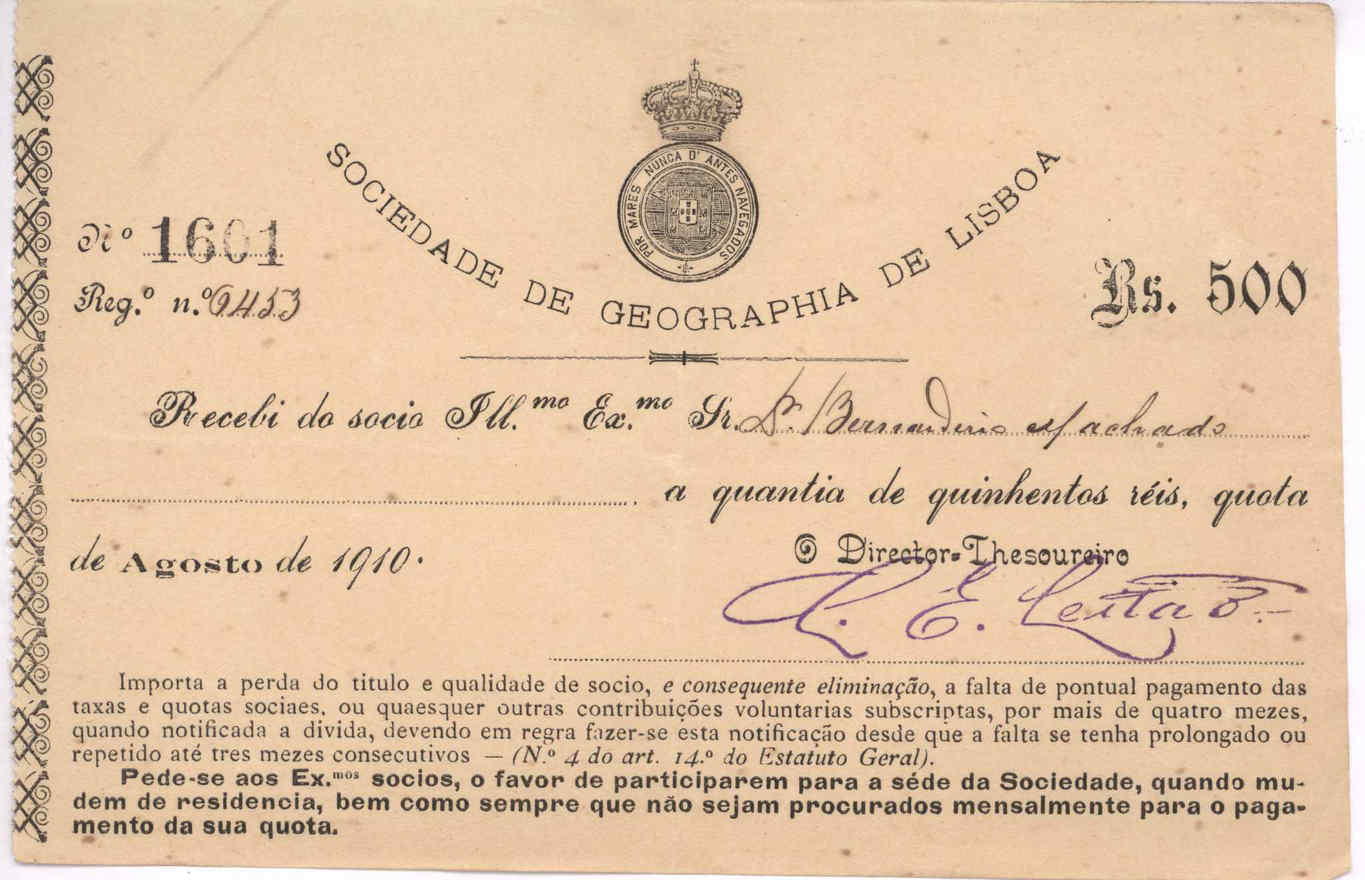 POR MARES NUNCA D' ANTES NAVEGADOS
SOCIEDADE DE GEOGRAPHIA DE LISBOA
Nº 1601
Reg.º n.º 9453
Rs. 500
Recebi do socio Ill.mo Ex.mo Sr. Dr. Bernardino Machado
, a quantia de quinhentos réis, quota
de Agosto de 1910.
O Director-Thesoureiro
C. E. Leitão
Importa a perda do titulo e qualidade de socio, e consequente eliminação, a falta de pontual pagamento das
taxas e quotas sociaes, ou quaesquer outras contribuições voluntarias subscriptas, por mais de quatro mezes,
quando notificada a divida, devendo em regra fazer-se esta notificação desde que a falta se tenha prolongado ou
repetido até tres mezes consecutivos — (N.º 4 do art. 14.º do Estatuto Geral).
Pede-se aos Ex.mos socios, o favor de participarem para a séde da Sociedade, quando mu-
dem de residencia, bem como sempre que não sejam procurados mensalmente para o paga-
mento da sua quota.